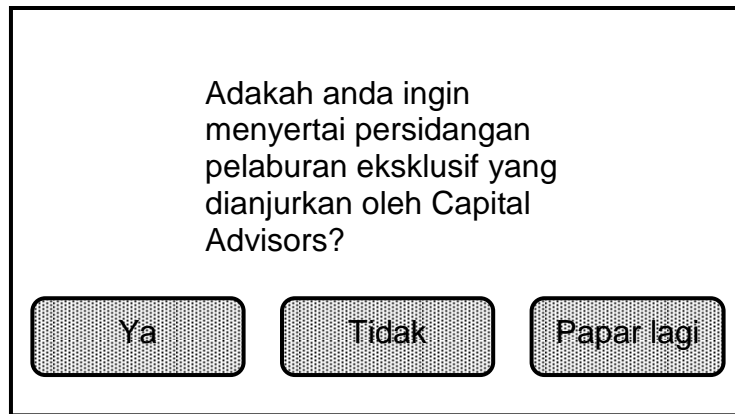 Adakah anda ingin
menyertai persidangan
pelaburan eksklusif yang
dianjurkan oleh Capital
Advisors?
Ya
Tidak
Papar lagi